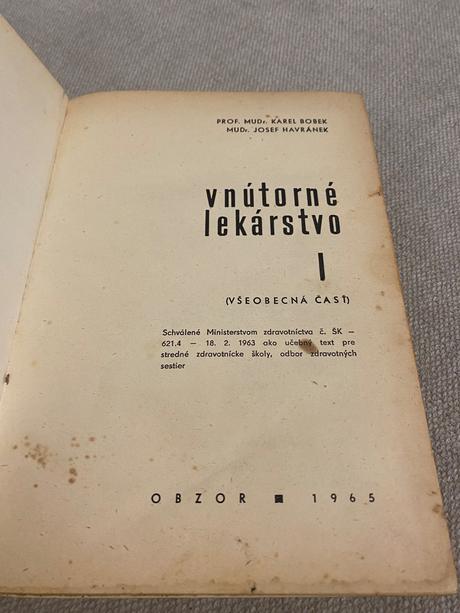 PROF. MUDr. KAREL BOBEK
MUDr. JOSEF HAVRÁNEK
vnútorné
lekárstvo
I
(VŠEOBECNÁ ČASŤ)
Schválené Ministerstvom zdravotníctva č. ŠK –
621.4 – 18. 2. 1963 ako učebný text pre
stredné zdravotnícke školy, odbor zdravotných
sestier
OBZOR ■ 1965